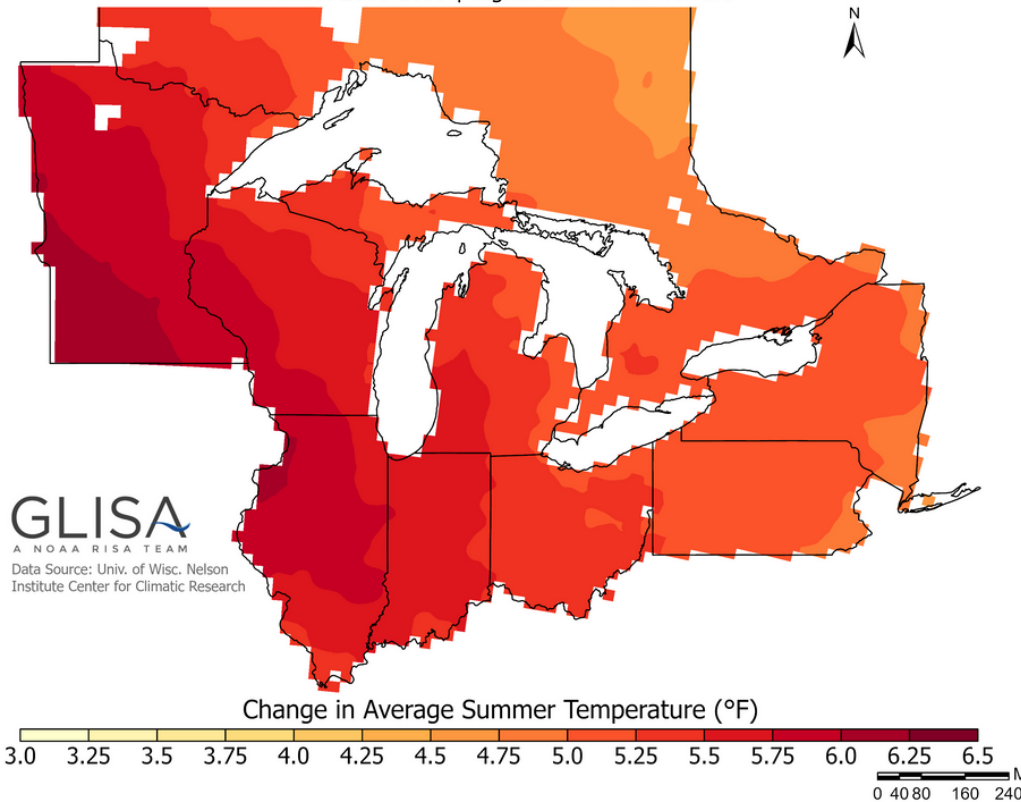 N
GLISA
A NOAA RISA TEAM
Data Source: Univ. of Wisc. Nelson
Institute Center for Climatic Research
Change in Average Summer Temperature (°F)
3.0 3.25 3.5 3.75 4.0 4.25 4.5 4.75 5.0 5.25 5.5 5.75 6.0 6.25 6.5
M
0 40 80 160 240